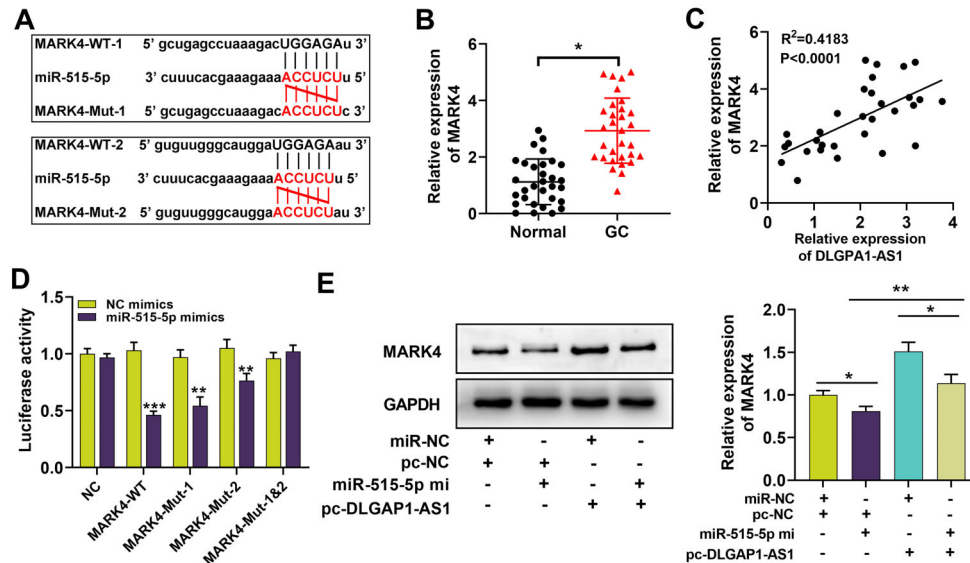 A
MARK4-WT-1 5' gcugagccuaaagacUGGAGAu 3'
miR-515-5p 3' cuuucacgaaagaaaACCUCUu 5'
MARK4-Mut-1 5' gcugagccuaaagacACCUCUc 3'
MARK4-WT-2 5' guguuugggcauggaUGGAGAau 3'
miR-515-5p 3' cuuucacgaaagaaaACCUCUu 5'
MARK4-Mut-2 5' guguuugggcauggaACCUCUau 3'
B
Relative expression
of MARK4
6
4
2
0
*
Normal GC
C
Relative expression
of MARK4
R²=0.4183
P<0.0001
6
4
2
0
0 1 2 3 4
Relative expression
of DLGPA1-AS1
D
Luciferase activity
NC mimics
miR-515-5p mimics
1.5
1.0
0.5
0.0
*** ** **
NC MARK4-WT MARK4-Mut-1 MARK4-Mut-2 MARK4-Mut-1&2
E
MARK4
GAPDH
miR-NC + - + -
pc-NC + + - -
miR-515-5p mi - + - +
pc-DLGAP1-AS1 - - + +
Relative expression
of MARK4
2.0
1.5
1.0
0.5
0.0
**
*
*
miR-NC + - + -
pc-NC + + - -
miR-515-5p mi - + - +
pc-DLGAP1-AS1 - - + +